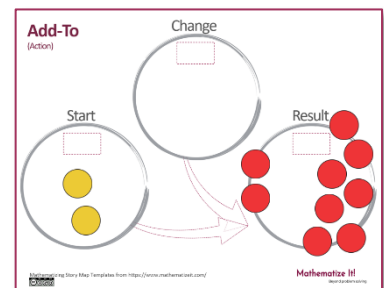 Add-To
(Action)
Change
Start
Result
Mathematizing Story Map Templates from https://www.mathematizeit.com/
Mathematize It!